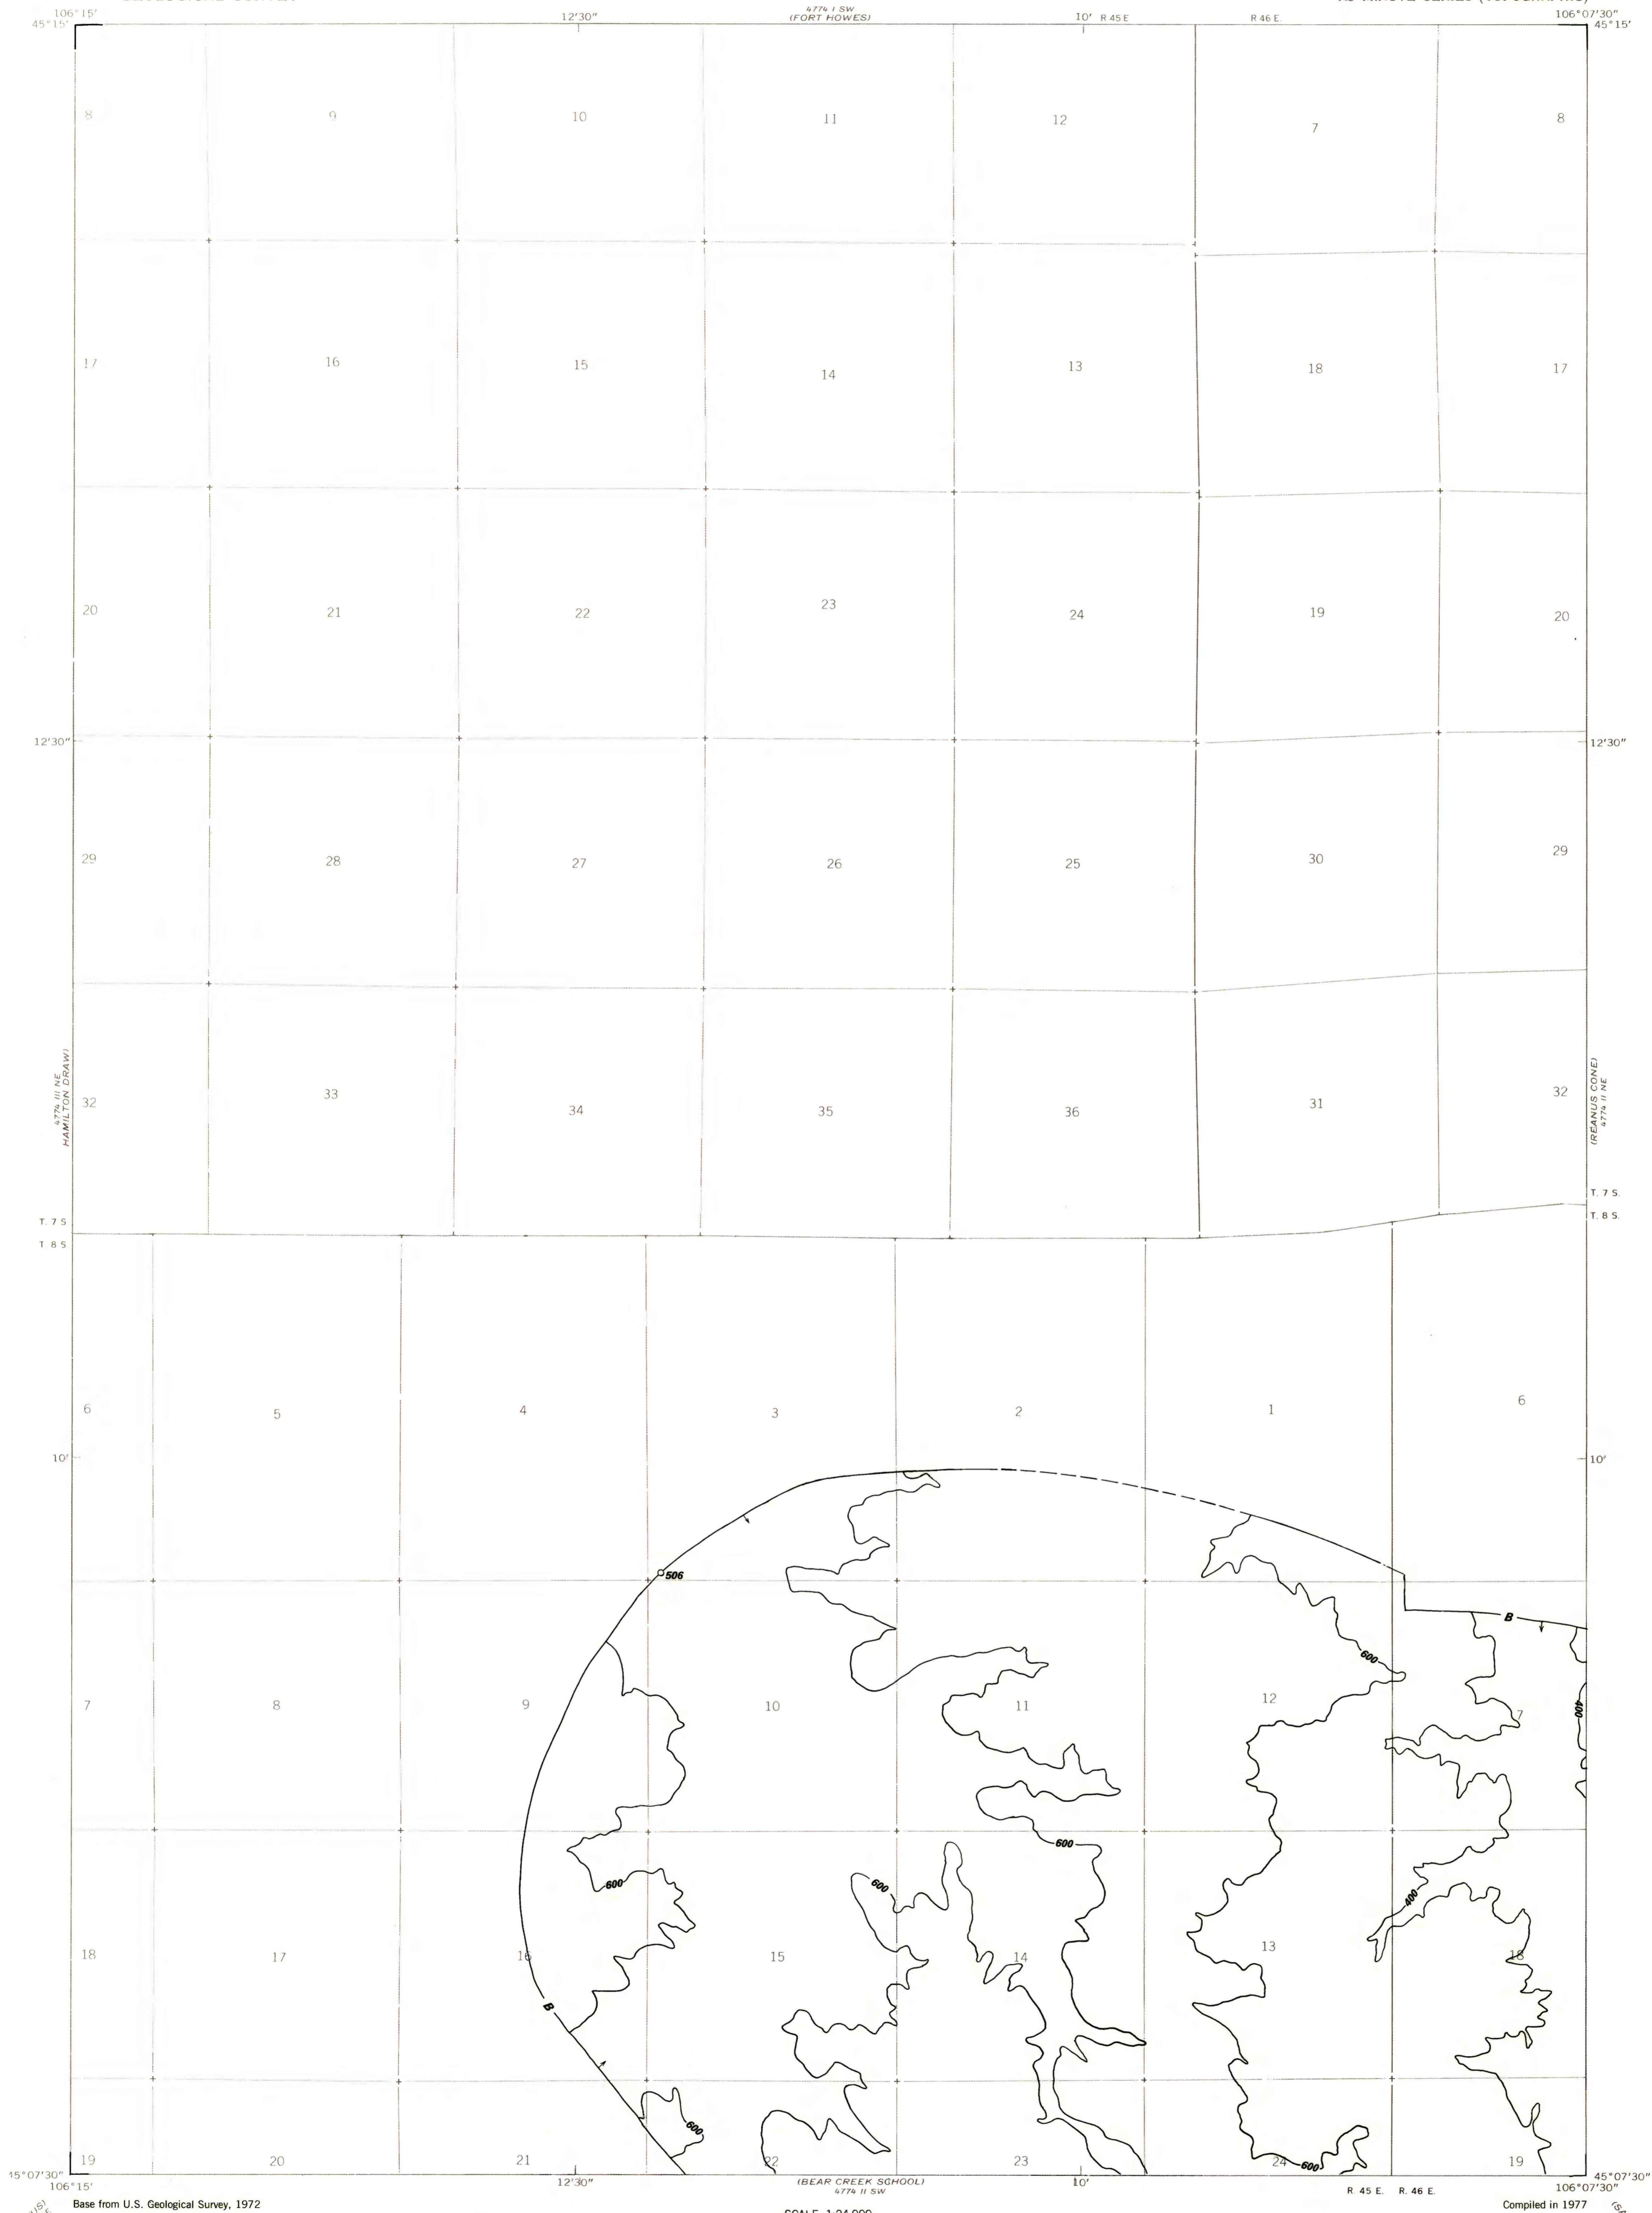 106°15' 12'30" 4774 I SW 10' R 45 E R 46 E. 106°07'30"
45°15' (FORT HOWES) 45°15'
8 9 10 11 12 7 8
17 16 15 14 13 18 17
20 21 22 23 24 19 20
12'30" 12'30"
29 28 27 26 25 30 29
32 33 34 35 36 31 32
4774 III NE
HAMILTON DRAW)
(REANUS CONE)
4774 II NE
T. 7 S T. 7 S.
T 8 S T. 8 S.
6 5 4 3 2 1 6
10' 10'
506
B
600
7 8 9 10 11 12 7
400
600
600
600
400
18 17 16 15 14 13 18
B
600
600
19 20 21 22 23 24 19
15°07'30" 12'30" (BEAR CREEK SCHOOL) 10' 45°07'30"
106°15' 4774 II SW R. 45 E. R. 46 E. 106°07'30"
Base from U.S. Geological Survey, 1972 Compiled in 1977